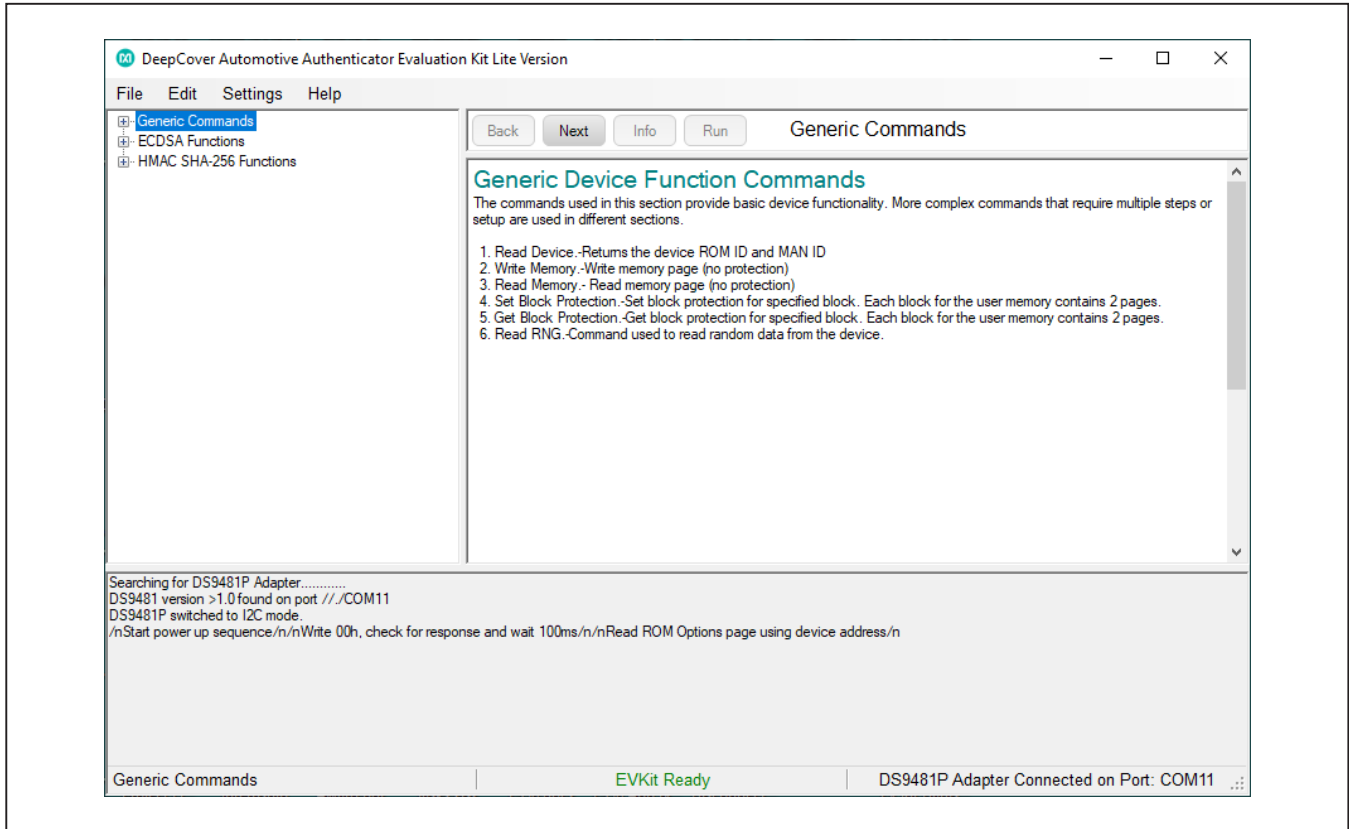 DeepCover Automotive Authenticator Evaluation Kit Lite Version
File Edit Settings Help
Generic Commands
ECDSA Functions
HMAC SHA-256 Functions
Back Next Info Run Generic Commands
Generic Device Function Commands
The commands used in this section provide basic device functionality. More complex commands that require multiple steps or
setup are used in different sections.
1. Read Device.-Returns the device ROM ID and MAN ID
2. Write Memory.-Write memory page (no protection)
3. Read Memory.- Read memory page (no protection)
4. Set Block Protection.-Set block protection for specified block. Each block for the user memory contains 2 pages.
5. Get Block Protection.-Get block protection for specified block. Each block for the user memory contains 2 pages.
6. Read RNG.-Command used to read random data from the device.
Searching for DS9481P Adapter............
DS9481 version >1.0 found on port //./COM11
DS9481P switched to I2C mode.
/nStart power up sequence/n/nWrite 00h, check for response and wait 100ms/n/nRead ROM Options page using device address/n
Generic Commands EVKit Ready DS9481P Adapter Connected on Port: COM11